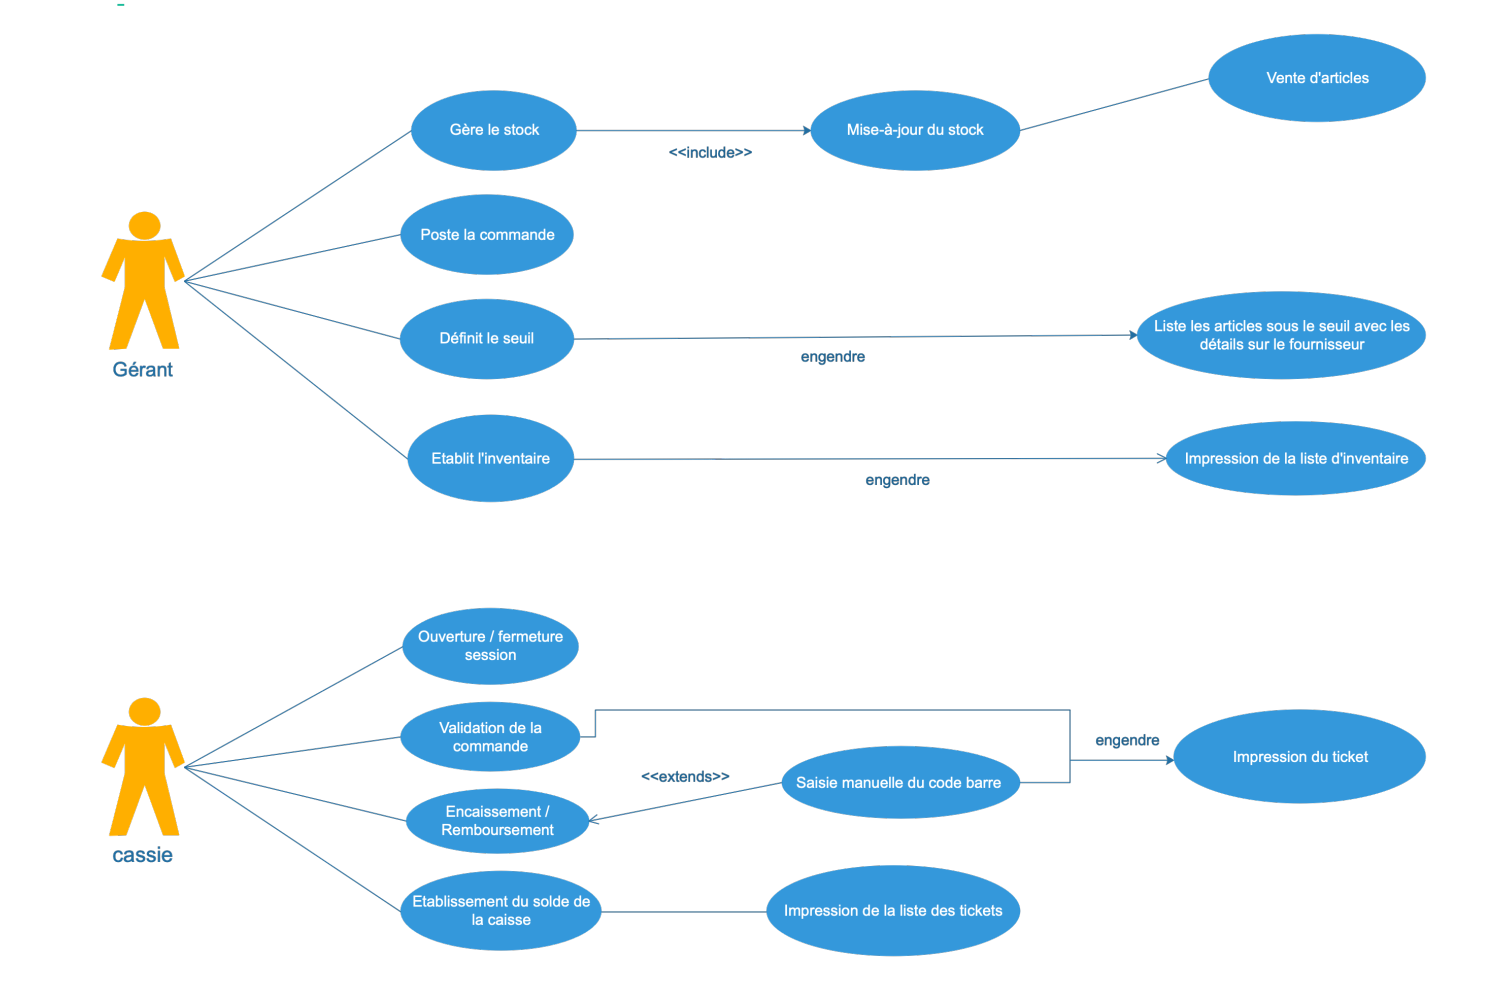 Vente d'articles
Gère le stock
Mise-à-jour du stock
<<include>>
Poste la commande
Définit le seuil
Liste les articles sous le seuil avec les
détails sur le fournisseur
engendre
Gérant
Etablit l'inventaire
Impression de la liste d'inventaire
engendre
Ouverture / fermeture
session
Validation de la
commande
engendre
Impression du ticket
<<extends>>
Saisie manuelle du code barre
Encaissement /
Remboursement
cassie
Etablissement du solde de
la caisse
Impression de la liste des tickets